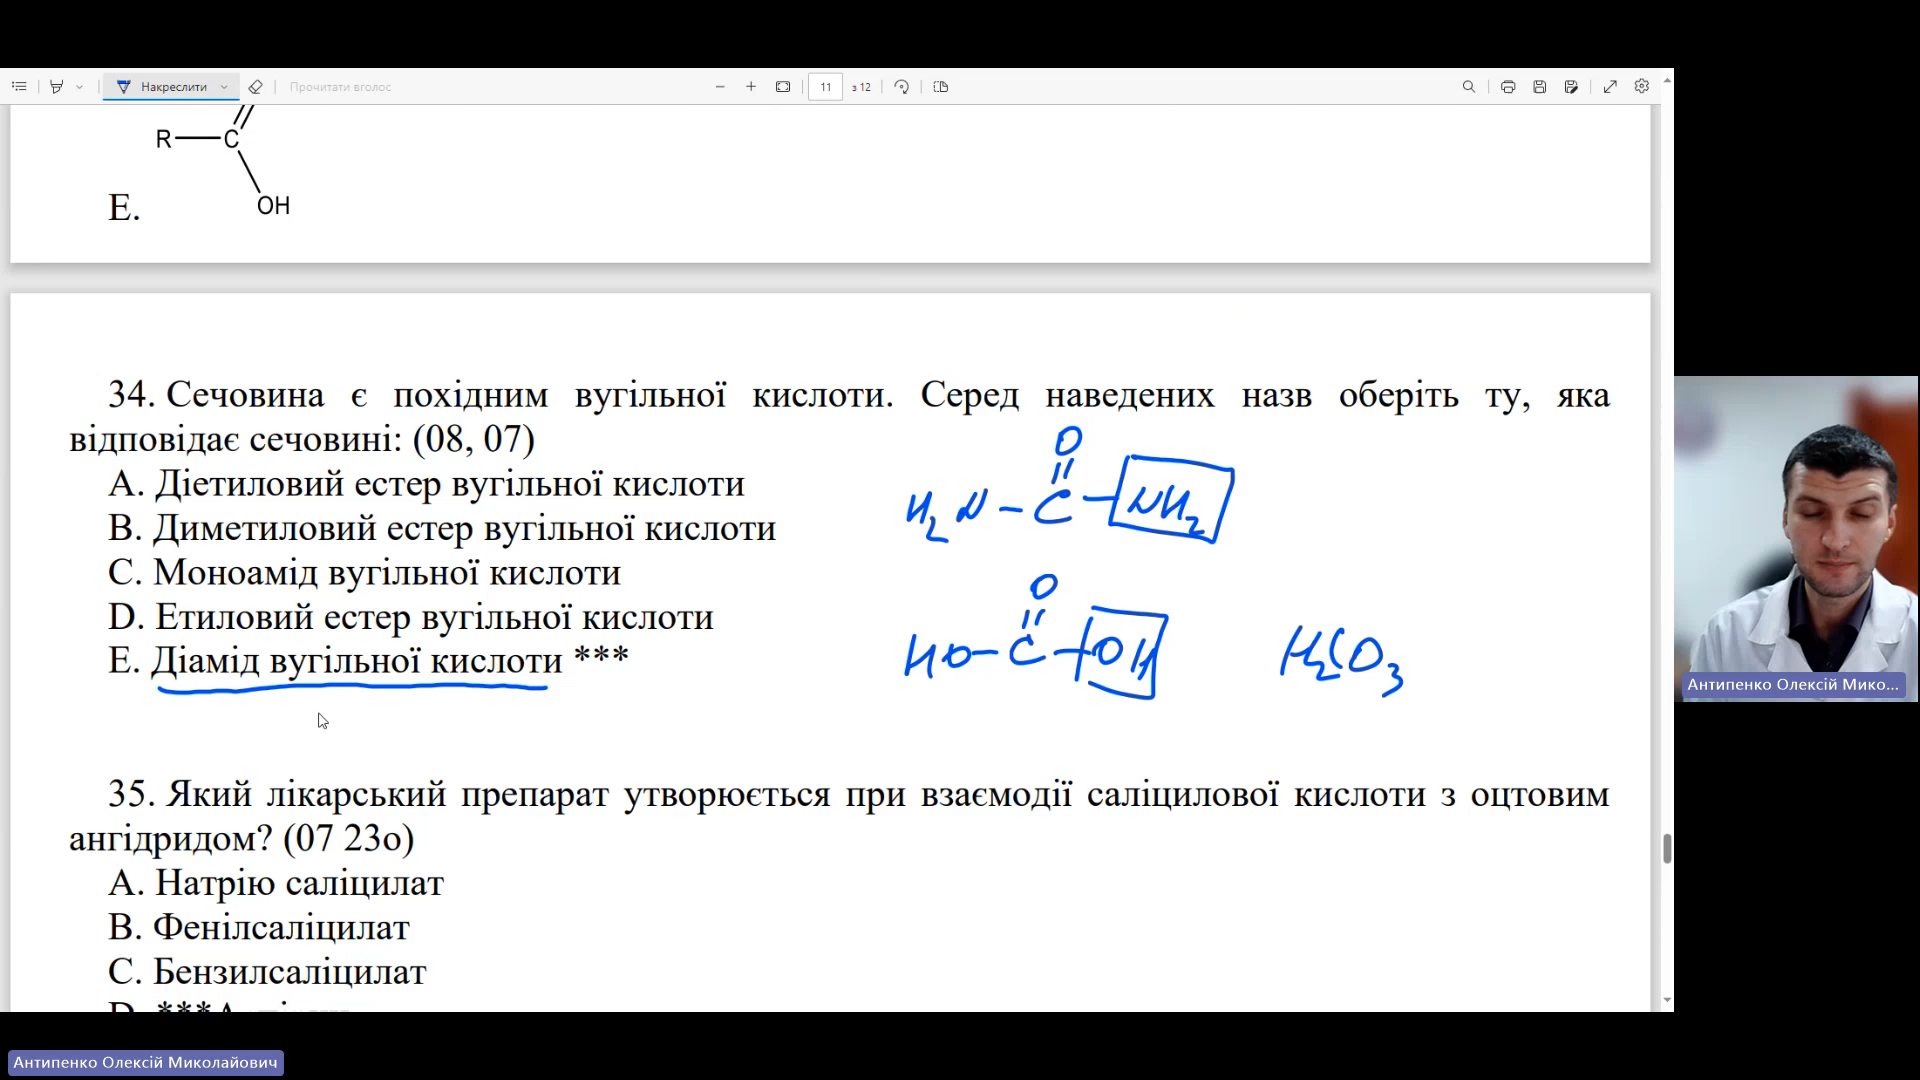 Накреслити
Прочитати вголос
11
з 12
R
C
OH
E.
34. Сечовина є похідним вугільної кислоти. Серед наведених назв оберіть ту, яка
відповідає сечовині: (08, 07)
A. Діетиловий естер вугільної кислоти
B. Диметиловий естер вугільної кислоти
C. Моноамід вугільної кислоти
D. Етиловий естер вугільної кислоти
E. Діамід вугільної кислоти ***
O
H2N-C-NH2
O
HO-C-OH
H2CO3
35. Який лікарський препарат утворюється при взаємодії саліцилової кислоти з оцтовим
ангідридом? (07 23о)
A. Натрію саліцилат
B. Фенілсаліцилат
C. Бензилсаліцилат
Антипенко Олексій Мико...
Антипенко Олексій Миколайович